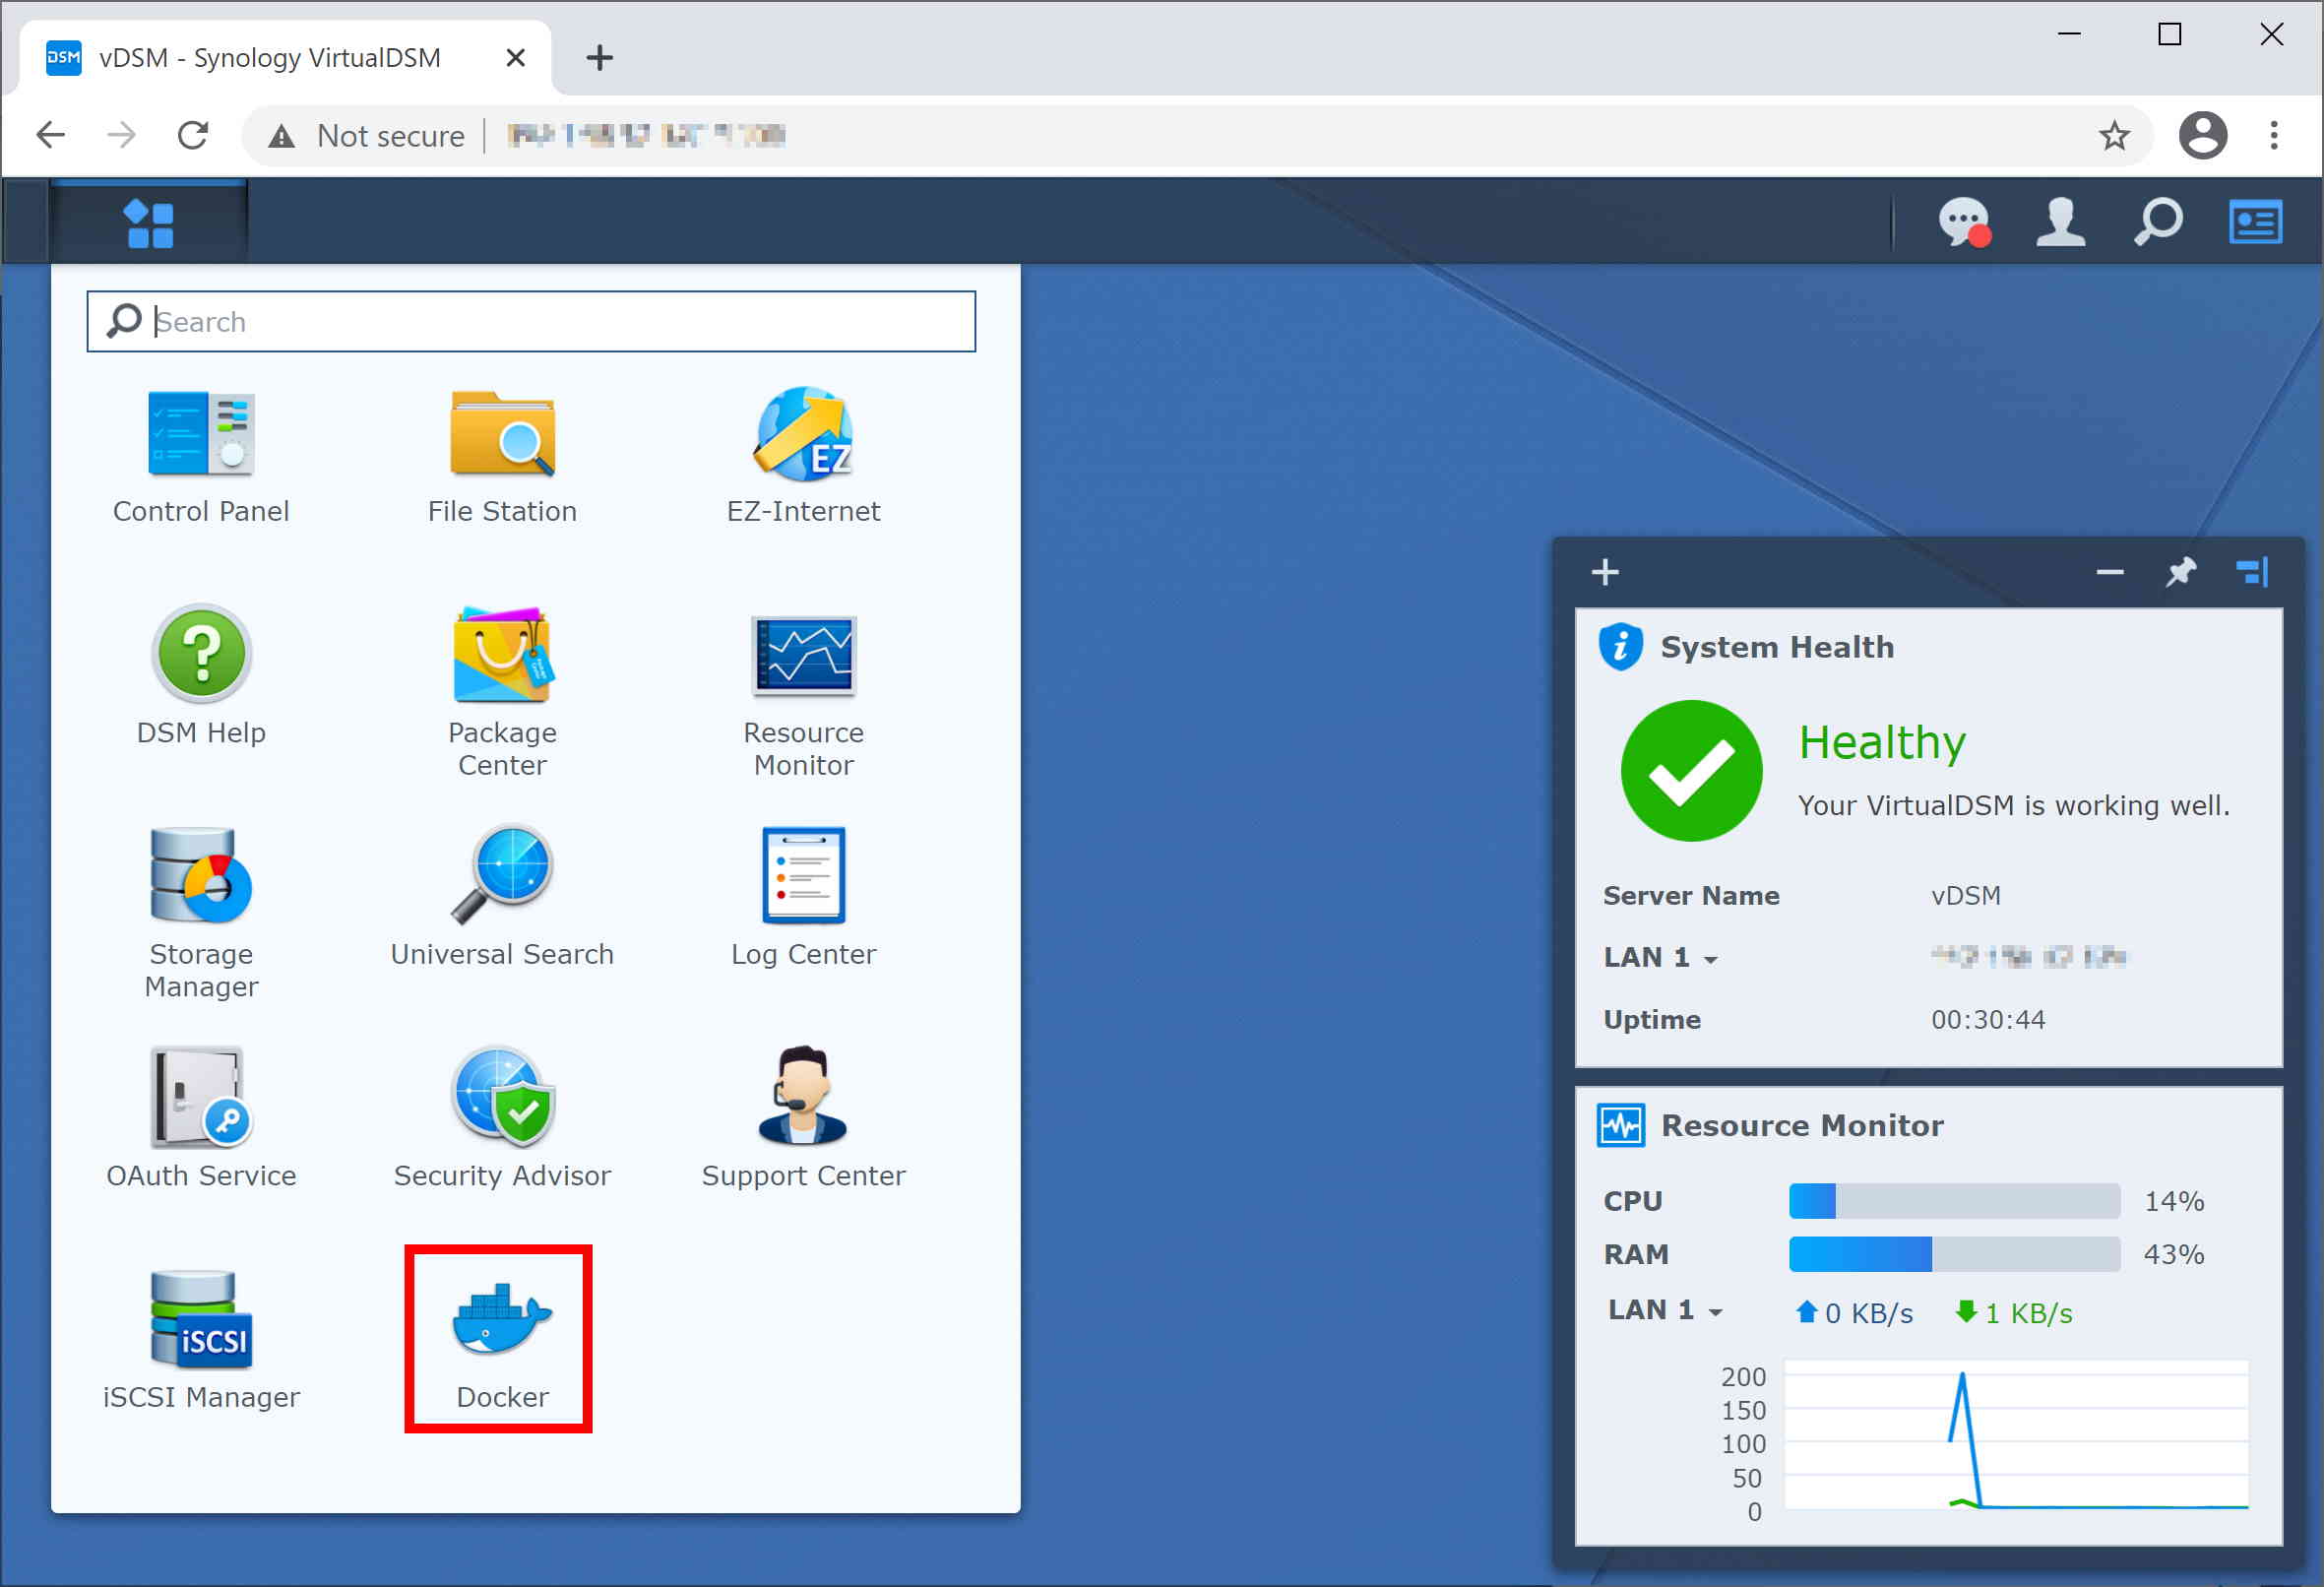 DSM vDSM - Synology VirtualDSM
Not secure
Search
Control Panel
File Station
EZ
EZ-Internet
DSM Help
Package
Center
Resource
Monitor
Storage
Manager
Universal Search
Log Center
OAuth Service
Security Advisor
Support Center
iSCSI
iSCSI Manager
Docker
System Health
Healthy
Your VirtualDSM is working well.
Server Name vDSM
LAN 1
Uptime 00:30:44
Resource Monitor
CPU 14%
RAM 43%
LAN 1 0 KB/s 1 KB/s
200
150
100
50
0